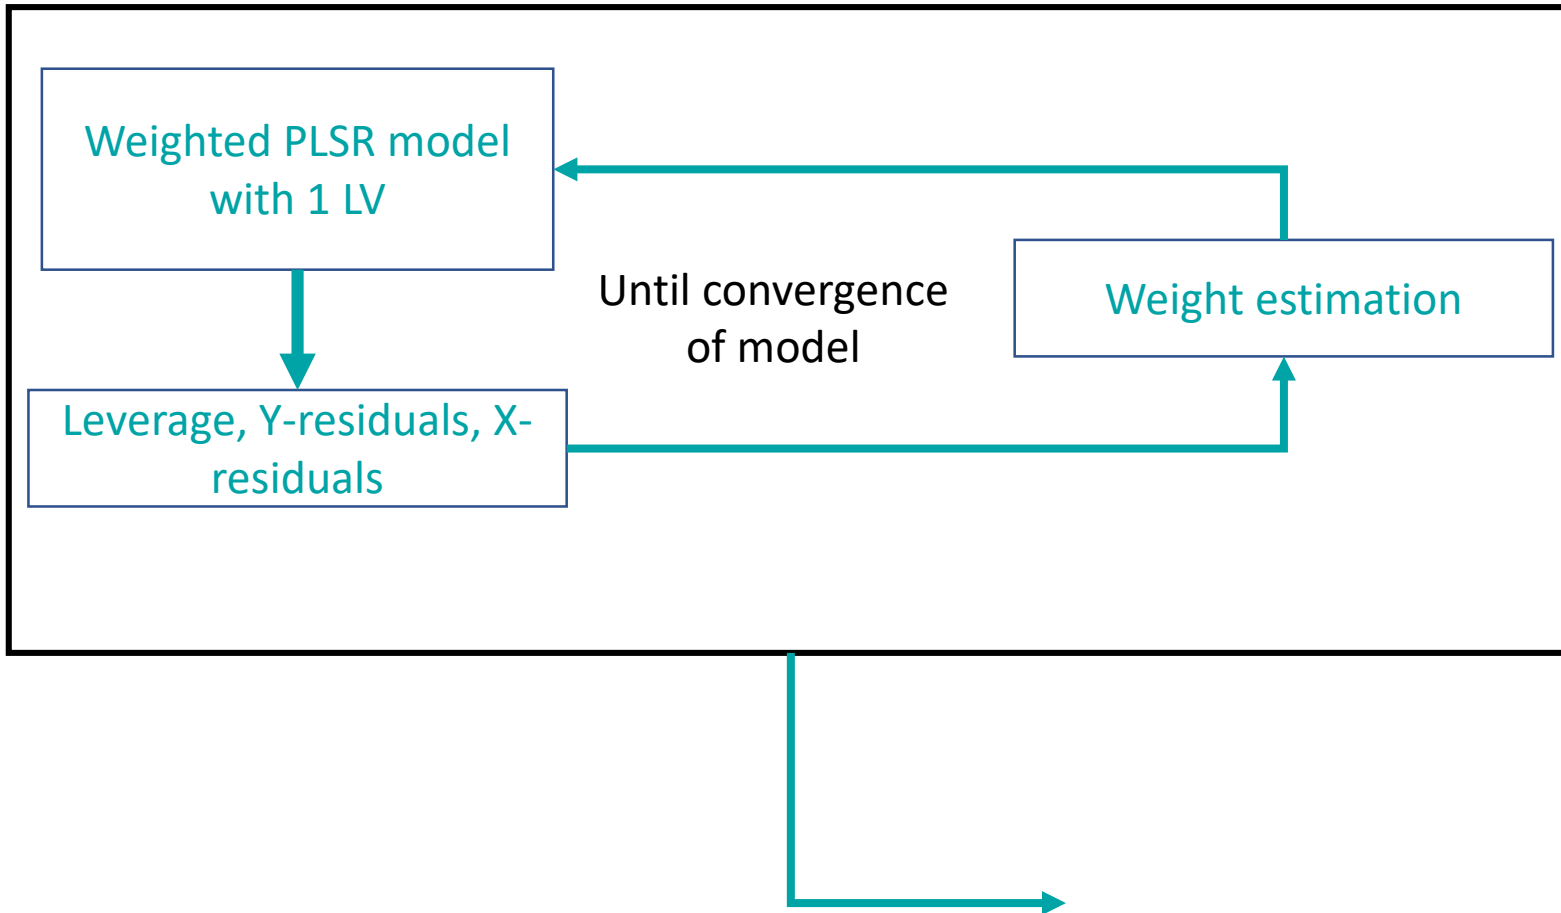 Weighted PLSR model
with 1 LV
Until convergence
of model
Weight estimation
Leverage, Y-residuals, X-
residuals